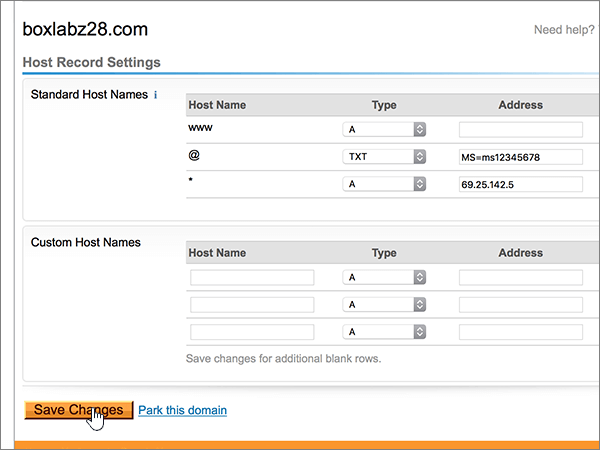 boxlabz28.com
Need help?
Host Record Settings
Standard Host Names i
Host Name Type Address
www A
@ TXT MS=ms12345678
* A 69.25.142.5
Custom Host Names
Host Name Type Address
A
A
A
Save changes for additional blank rows.
Save Changes Park this domain